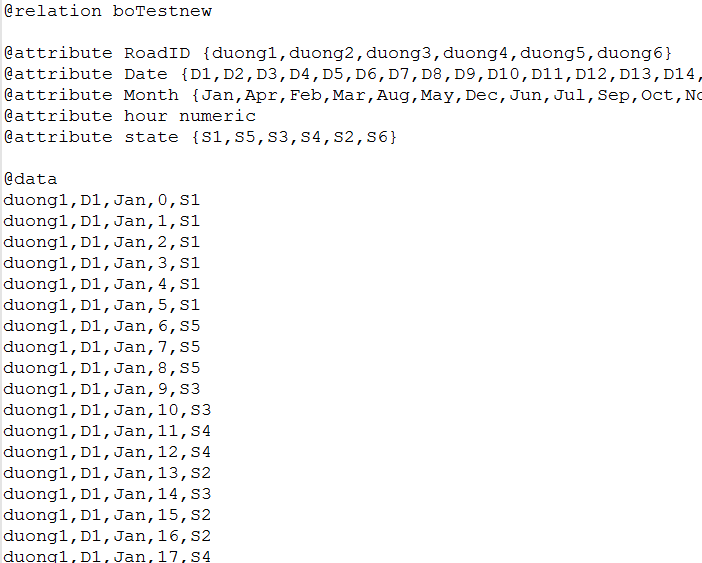 @relation boTestnew
@attribute RoadID {duong1,duong2,duong3,duong4,duong5,duong6}
@attribute Date {D1,D2,D3,D4,D5,D6,D7,D8,D9,D10,D11,D12,D13,D14,
@attribute Month {Jan,Apr,Feb,Mar,Aug,May,Dec,Jun,Jul,Sep,Oct,No
@attribute hour numeric
@attribute state {S1,S5,S3,S4,S2,S6}
@data
duong1,D1,Jan,0,S1
duong1,D1,Jan,1,S1
duong1,D1,Jan,2,S1
duong1,D1,Jan,3,S1
duong1,D1,Jan,4,S1
duong1,D1,Jan,5,S1
duong1,D1,Jan,6,S5
duong1,D1,Jan,7,S5
duong1,D1,Jan,8,S5
duong1,D1,Jan,9,S3
duong1,D1,Jan,10,S3
duong1,D1,Jan,11,S4
duong1,D1,Jan,12,S4
duong1,D1,Jan,13,S2
duong1,D1,Jan,14,S3
duong1,D1,Jan,15,S2
duong1,D1,Jan,16,S2
duong1,D1,Jan,17,S4